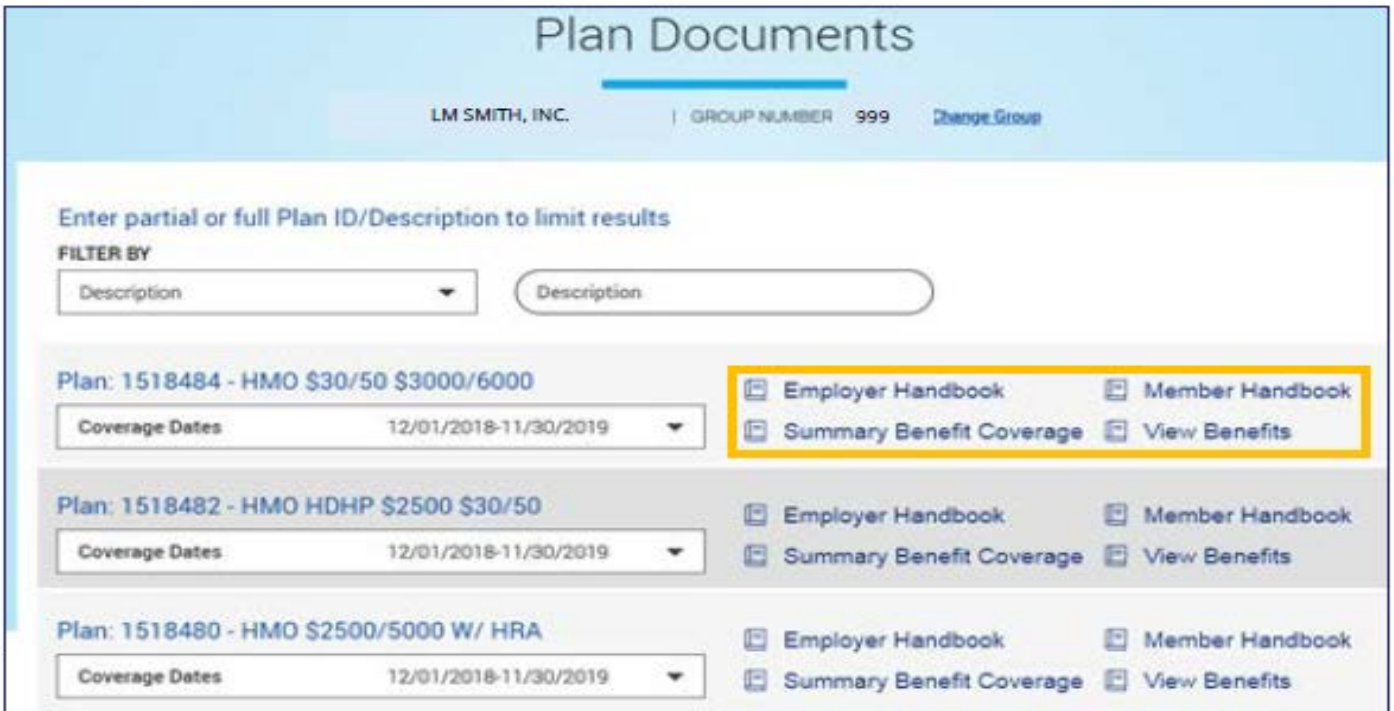 Plan Documents
LM SMITH, INC. | GROUP NUMBER 999 Change Group
Enter partial or full Plan ID/Description to limit results
FILTER BY
Description Description
Plan: 1518484 - HMO $30/50 $3000/6000
Employer Handbook Member Handbook
Coverage Dates 12/01/2018-11/30/2019
Summary Benefit Coverage View Benefits
Plan: 1518482 - HMO HDHP $2500 $30/50
Employer Handbook Member Handbook
Coverage Dates 12/01/2018-11/30/2019
Summary Benefit Coverage View Benefits
Plan: 1518480 - HMO $2500/5000 W/ HRA
Employer Handbook Member Handbook
Coverage Dates 12/01/2018-11/30/2019
Summary Benefit Coverage View Benefits